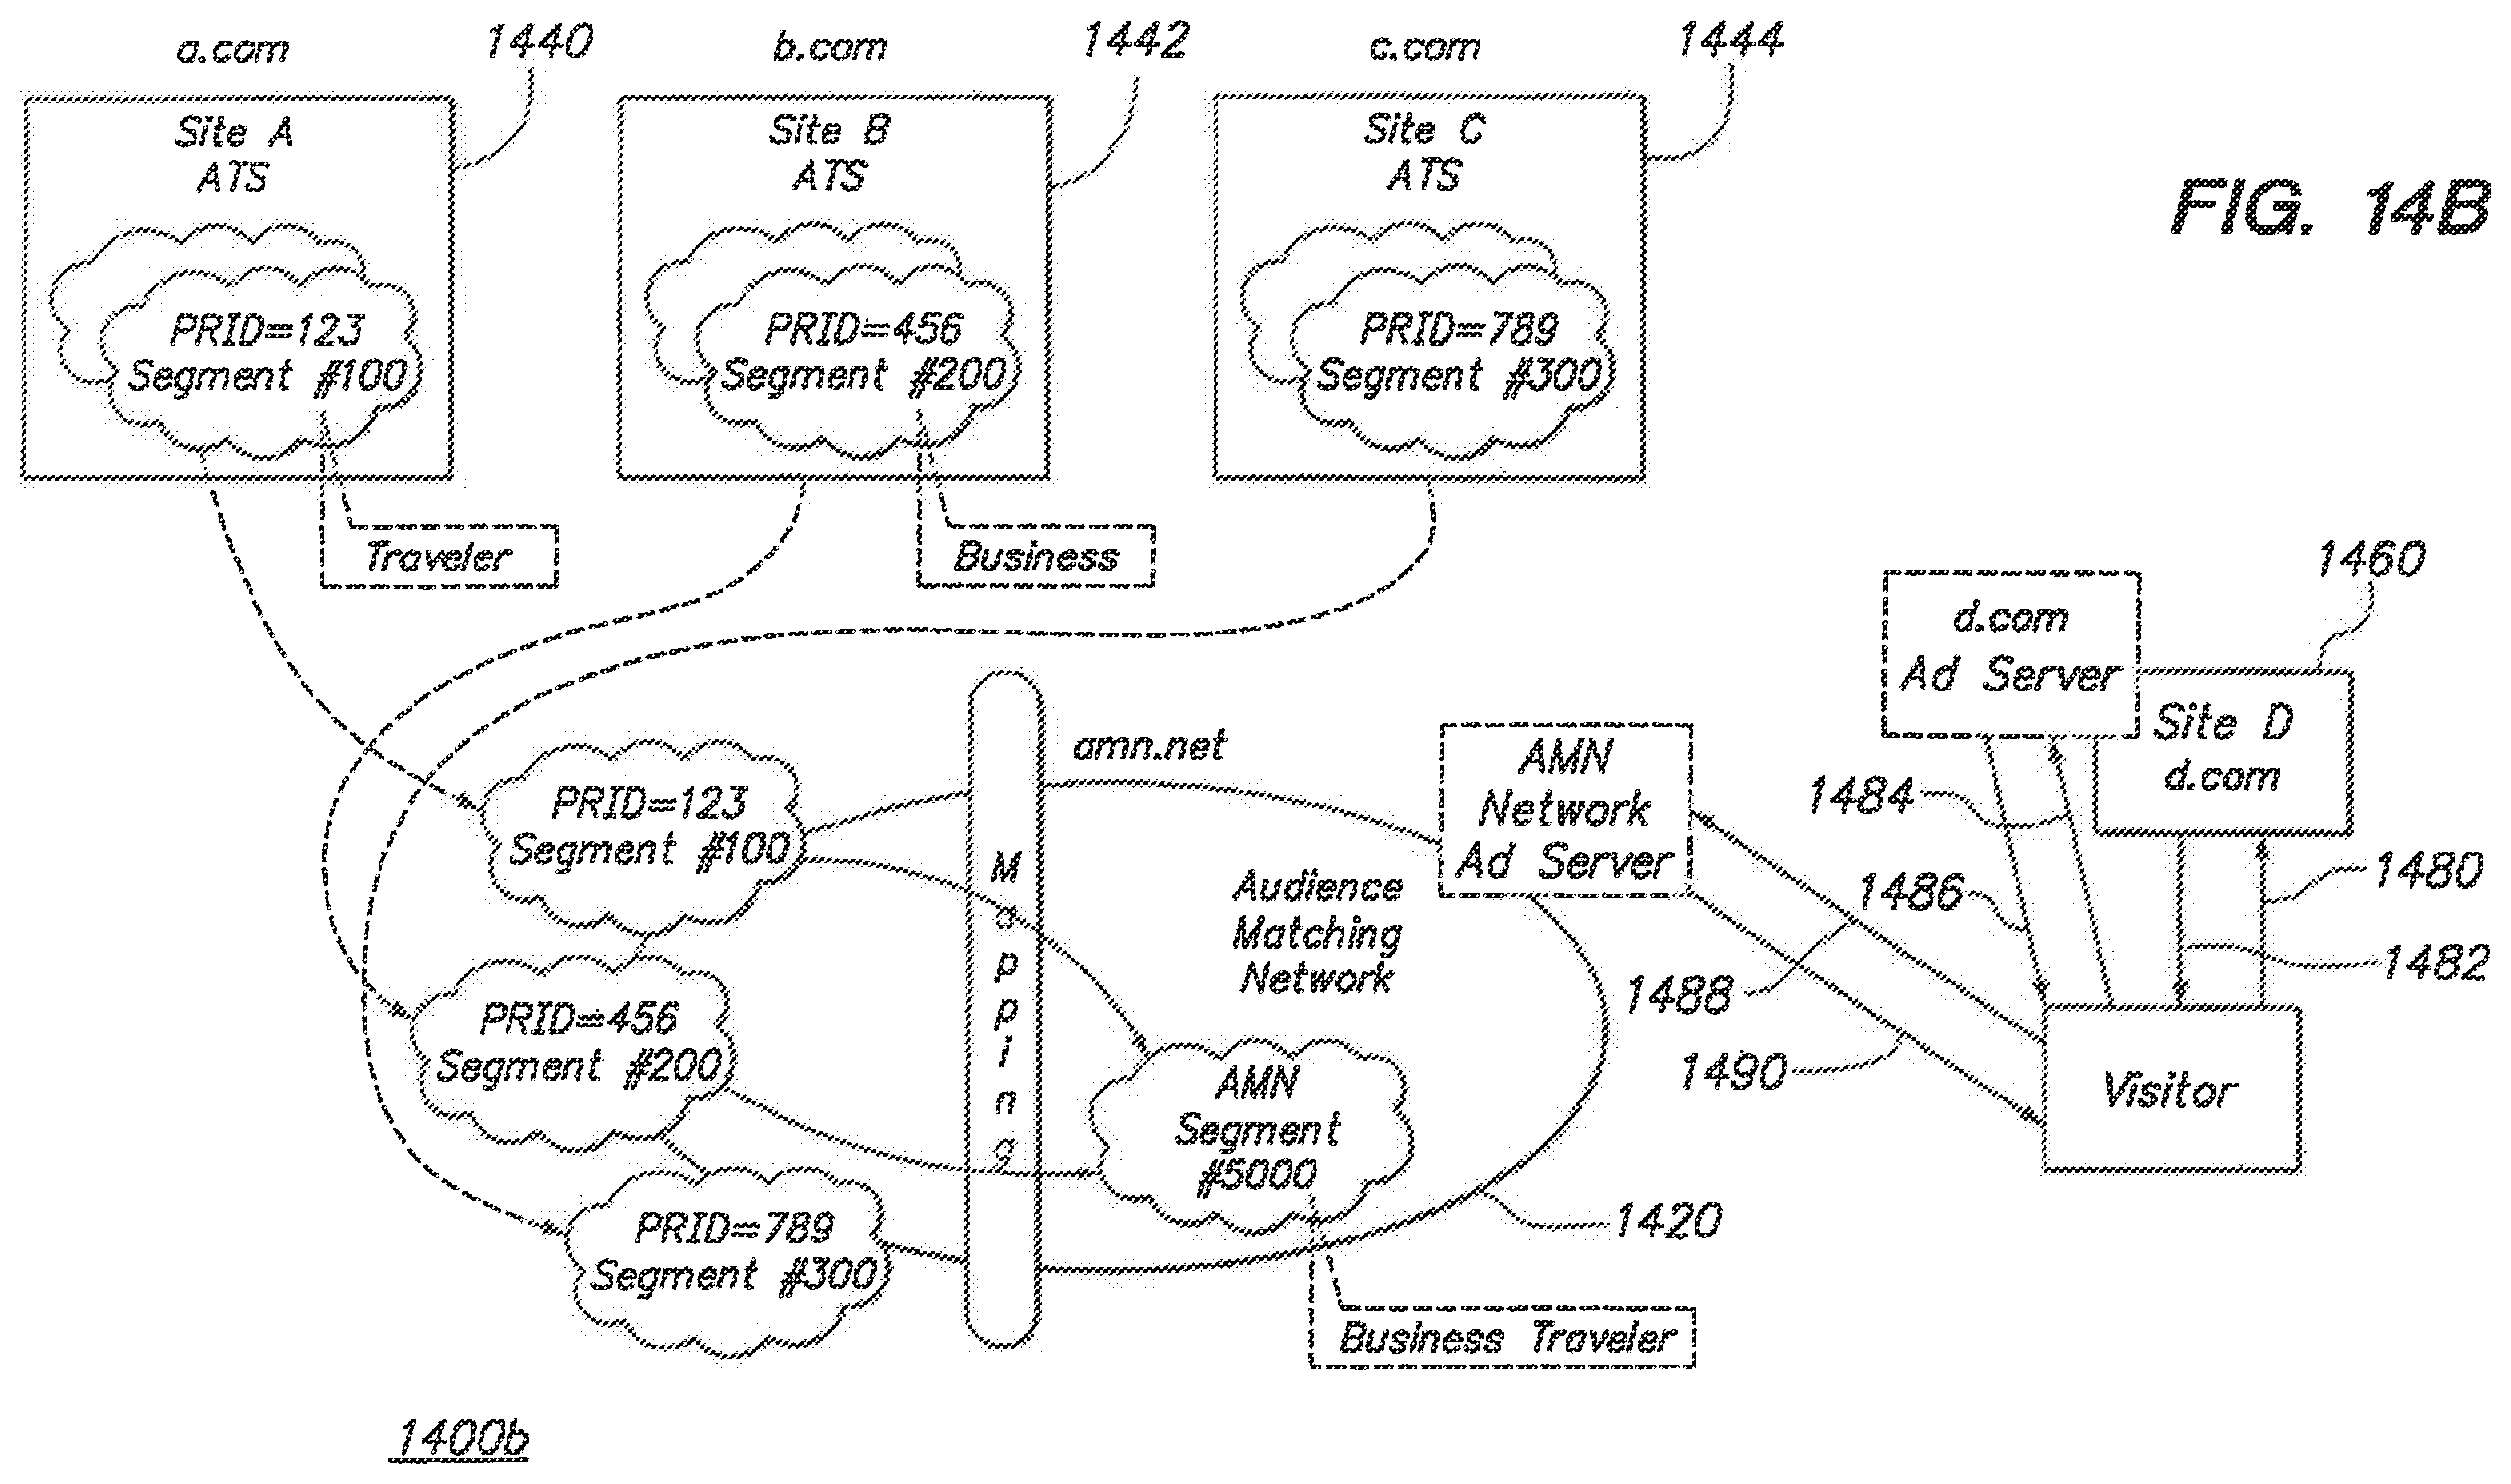 a.com
1440
b.com
1442
c.com
1444
Site A
ATS
PRID=123
Segment #100
Traveler
Site B
ATS
PRID=456
Segment #200
Business
Site C
ATS
PRID=789
Segment #300
FIG. 14B
1460
d.com
Ad Server
Site D
d.com
PRID=123
Segment #100
PRID=456
Segment #200
PRID=789
Segment #300
Mapping
amn.net
AMN
Network
Ad Server
Audience
Matching
Network
AMN
Segment
#5000
Business Traveler
1484
1486
1480
1482
1488
1490
Visitor
1420
1400b